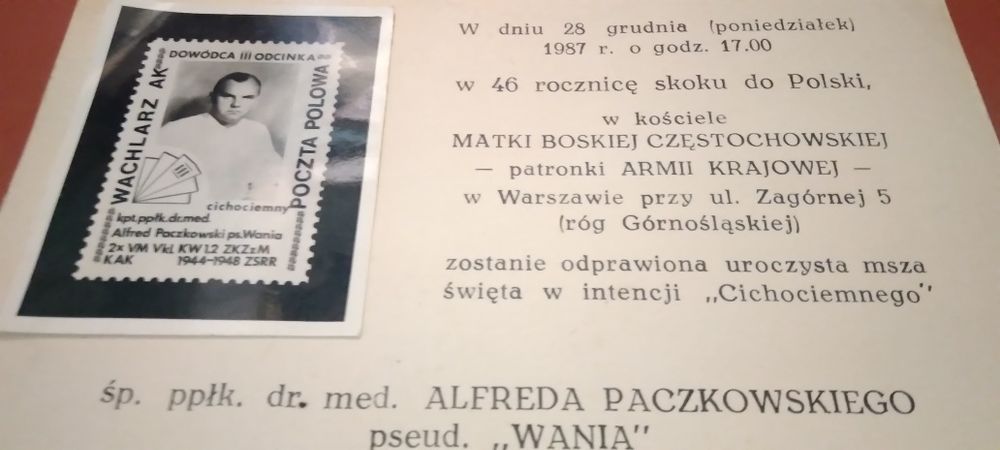 DOWÓDCA III ODCINKA
WACHLARZ AK
POCZTA POLOWA
III
cichociemny
kpt.ppłk.dr.med.
Alfred Paczkowski ps.Wania
2x VM VkL KW 1.2 ZKZzM
KAK 1944-1948 ZSRR
W dniu 28 grudnia (poniedziałek)
1987 r. o godz. 17.00
w 46 rocznicę skoku do Polski,
w kościele
MATKI BOSKIEJ CZĘSTOCHOWSKIEJ
— patronki ARMII KRAJOWEJ —
w Warszawie przy ul. Zagórnej 5
(róg Górnośląskiej)
zostanie odprawiona uroczysta msza
święta w intencji „Cichociemnego"
śp. ppłk. dr. med. ALFREDA PACZKOWSKIEGO
pseud. „WANIA"